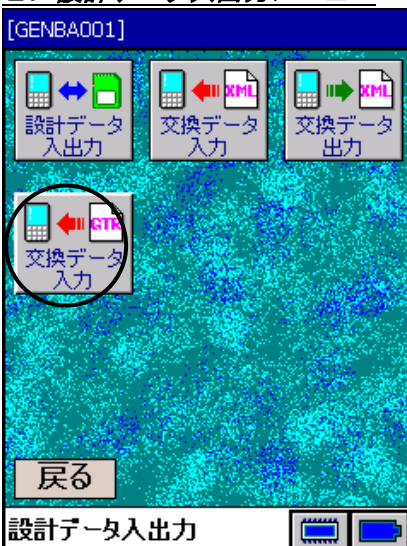 [GENBA001]
XML
XML
設計データ
入出力
交換データ
入力
交換データ
出力
GTR
交換データ
入力
戻る
設計データ入出力